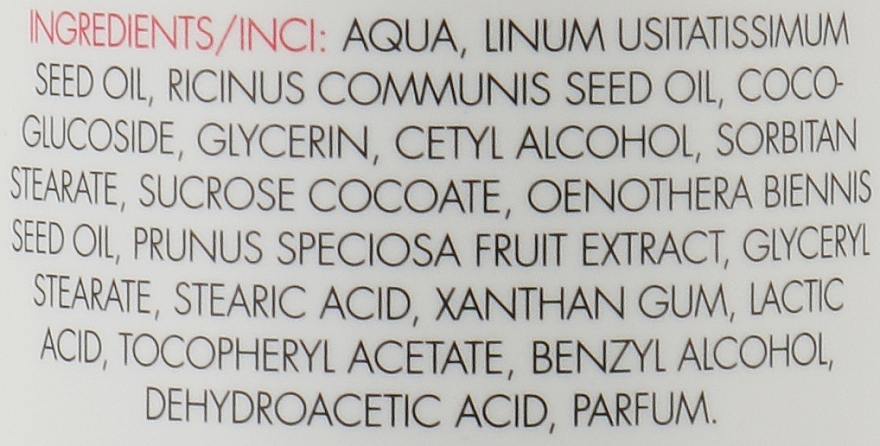 INGREDIENTS/INCI: AQUA, LINUM USITATISSIMUM
SEED OIL, RICINUS COMMUNIS SEED OIL, COCO-
GLUCOSIDE, GLYCERIN, CETYL ALCOHOL, SORBITAN
STEARATE, SUCROSE COCOATE, OENOTHERA BIENNIS
SEED OIL, PRUNUS SPECIOSA FRUIT EXTRACT, GLYCERYL
STEARATE, STEARIC ACID, XANTHAN GUM, LACTIC
ACID, TOCOPHERYL ACETATE, BENZYL ALCOHOL,
DEHYDROACETIC ACID, PARFUM.